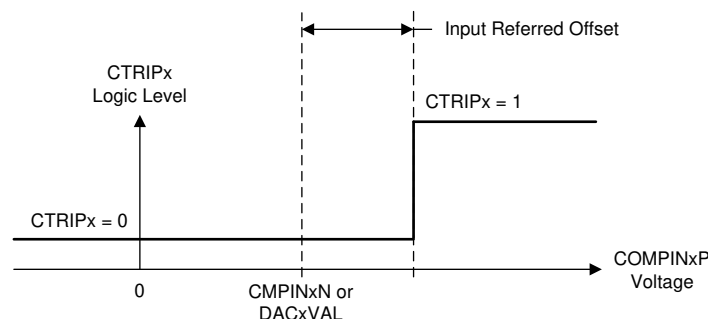 Input Referred Offset
CTRIPx
Logic Level
CTRIPx = 1
CTRIPx = 0
COMPINxP
Voltage
0
CMPINxN or
DACxVAL